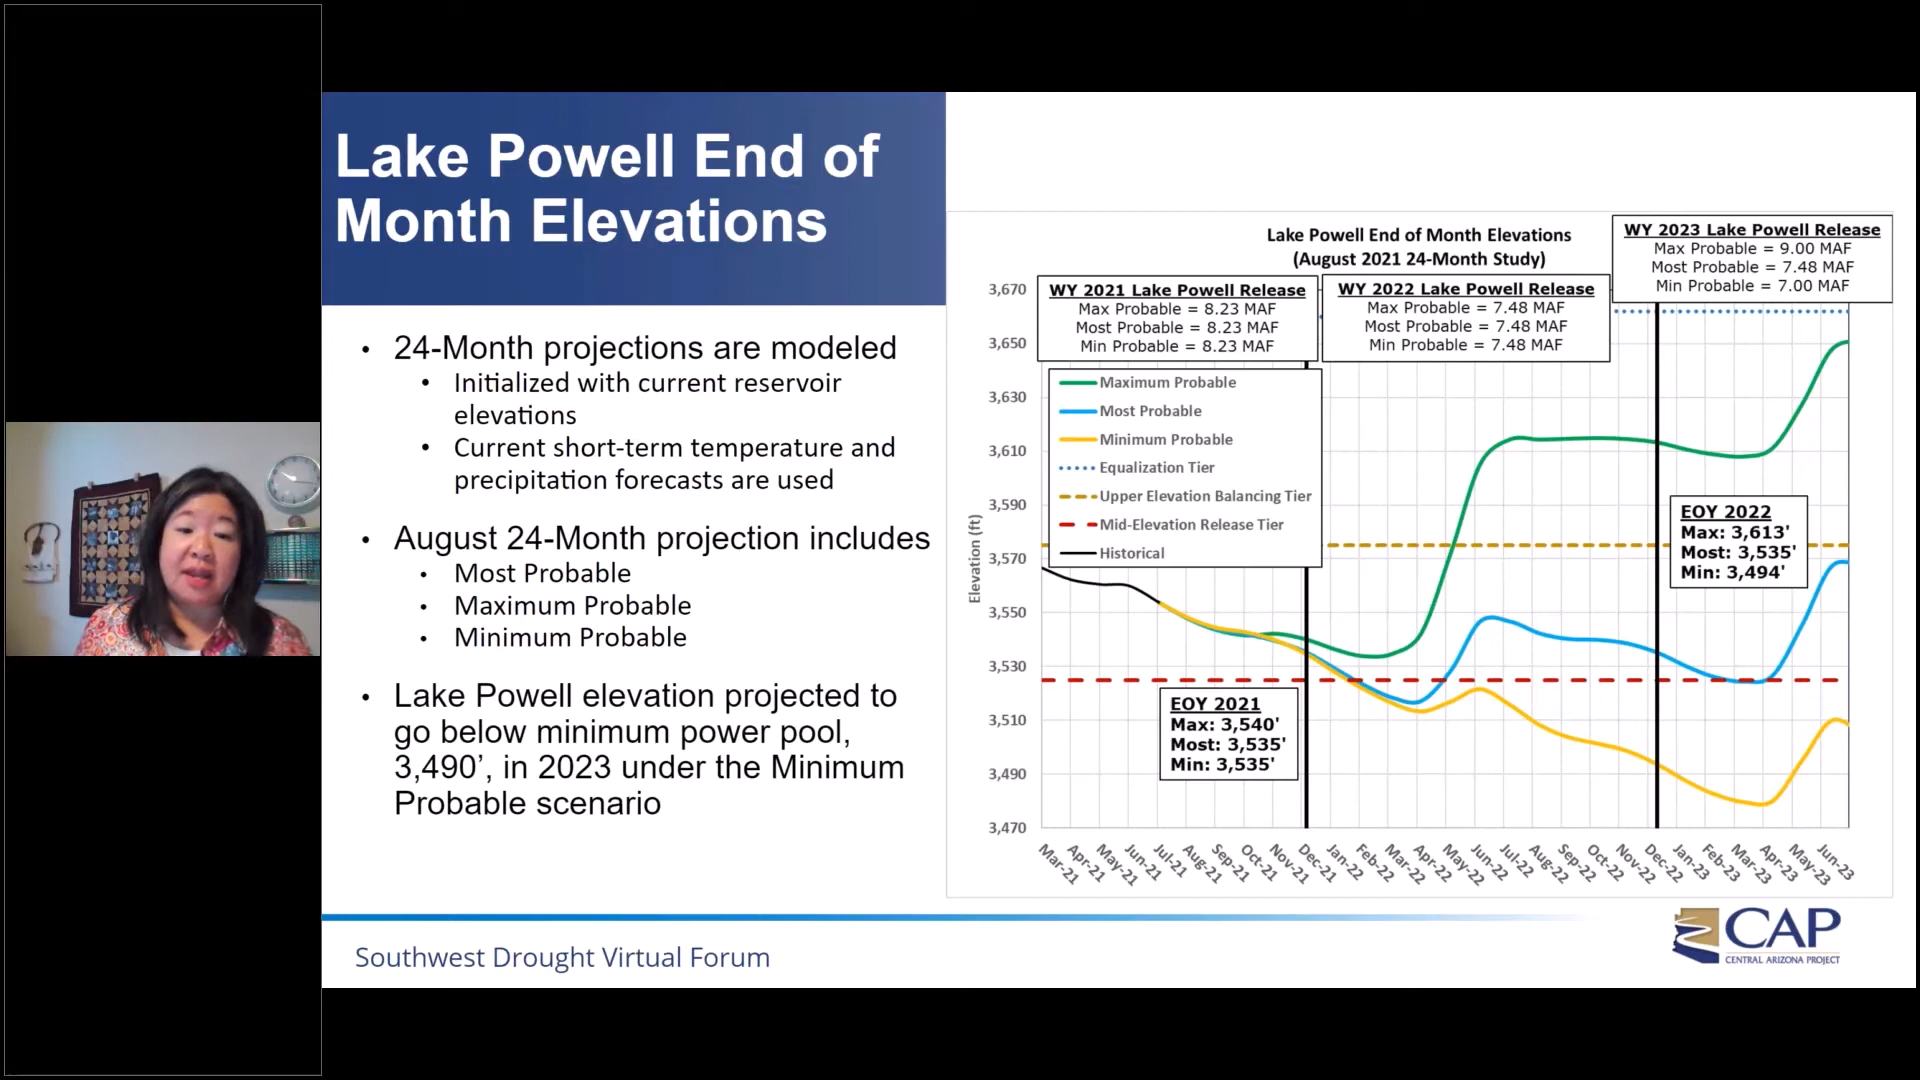 Lake Powell End of
Month Elevations
• 24-Month projections are modeled
• Initialized with current reservoir
elevations
• Current short-term temperature and
precipitation forecasts are used
• August 24-Month projection includes
• Most Probable
• Maximum Probable
• Minimum Probable
• Lake Powell elevation projected to
go below minimum power pool,
3,490’, in 2023 under the Minimum
Probable scenario
Lake Powell End of Month Elevations
(August 2021 24-Month Study)
WY 2021 Lake Powell Release
Max Probable = 8.23 MAF
Most Probable = 8.23 MAF
Min Probable = 8.23 MAF
WY 2022 Lake Powell Release
Max Probable = 7.48 MAF
Most Probable = 7.48 MAF
Min Probable = 7.48 MAF
WY 2023 Lake Powell Release
Max Probable = 9.00 MAF
Most Probable = 7.48 MAF
Min Probable = 7.00 MAF
Maximum Probable
Most Probable
Minimum Probable
Equalization Tier
Upper Elevation Balancing Tier
Mid-Elevation Release Tier
Historical
EOY 2021
Max: 3,540'
Most: 3,535'
Min: 3,535'
EOY 2022
Max: 3,613'
Most: 3,535'
Min: 3,494'
Elevation (ft)
3,670
3,650
3,630
3,610
3,590
3,570
3,550
3,530
3,510
3,490
3,470
Mar-21
Apr-21
May-21
Jun-21
Jul-21
Aug-21
Sep-21
Oct-21
Nov-21
Dec-21
Jan-22
Feb-22
Mar-22
Apr-22
May-22
Jun-22
Jul-22
Aug-22
Sep-22
Oct-22
Nov-22
Dec-22
Jan-23
Feb-23
Mar-23
Apr-23
May-23
Jun-23
Southwest Drought Virtual Forum
CAP
CENTRAL ARIZONA PROJECT